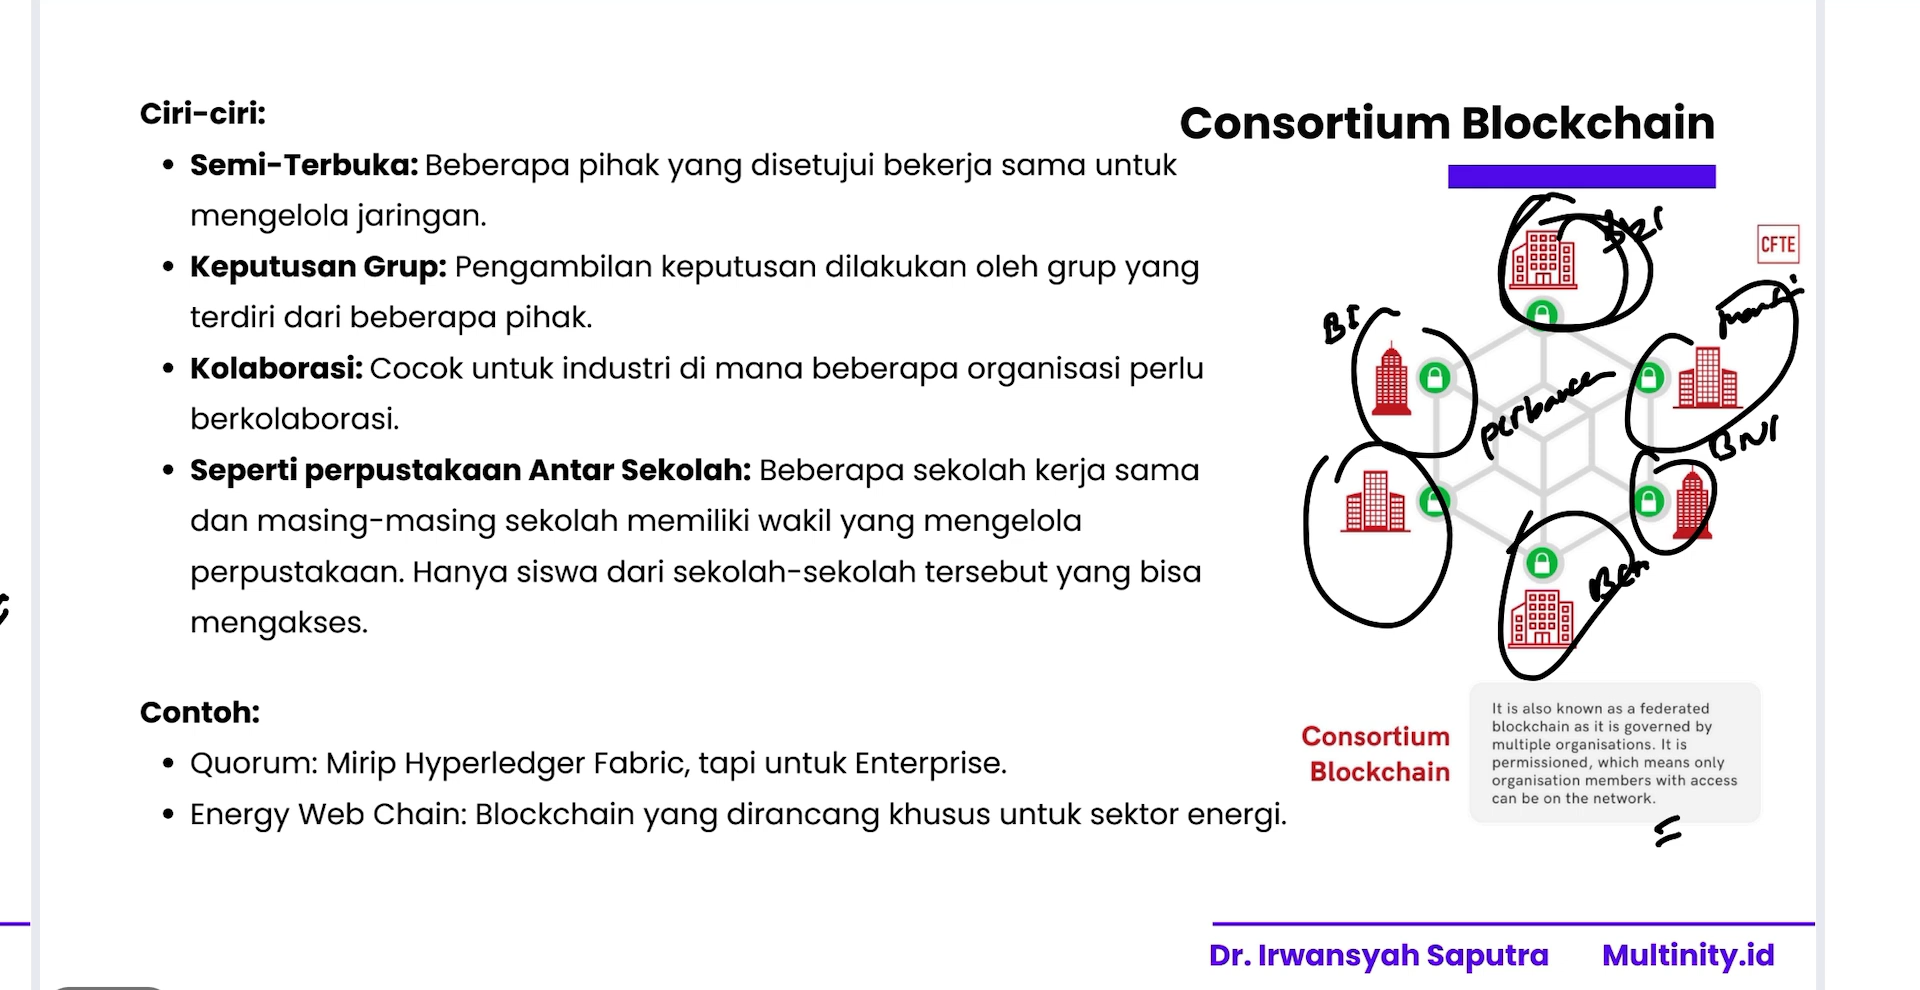 Ciri-ciri:
• Semi-Terbuka: Beberapa pihak yang disetujui bekerja sama untuk
mengelola jaringan.
• Keputusan Grup: Pengambilan keputusan dilakukan oleh grup yang
terdiri dari beberapa pihak.
• Kolaborasi: Cocok untuk industri di mana beberapa organisasi perlu
berkolaborasi.
• Seperti perpustakaan Antar Sekolah: Beberapa sekolah kerja sama
dan masing-masing sekolah memiliki wakil yang mengelola
perpustakaan. Hanya siswa dari sekolah-sekolah tersebut yang bisa
mengakses.
Contoh:
• Quorum: Mirip Hyperledger Fabric, tapi untuk Enterprise.
• Energy Web Chain: Blockchain yang dirancang khusus untuk sektor energi.
Consortium Blockchain
CFTE
BI
BNI
Consortium
Blockchain
It is also known as a federated
blockchain as it is governed by
multiple organisations. It is
permissioned, which means only
organisation members with access
can be on the network.
Dr. Irwansyah Saputra
Multinity.id